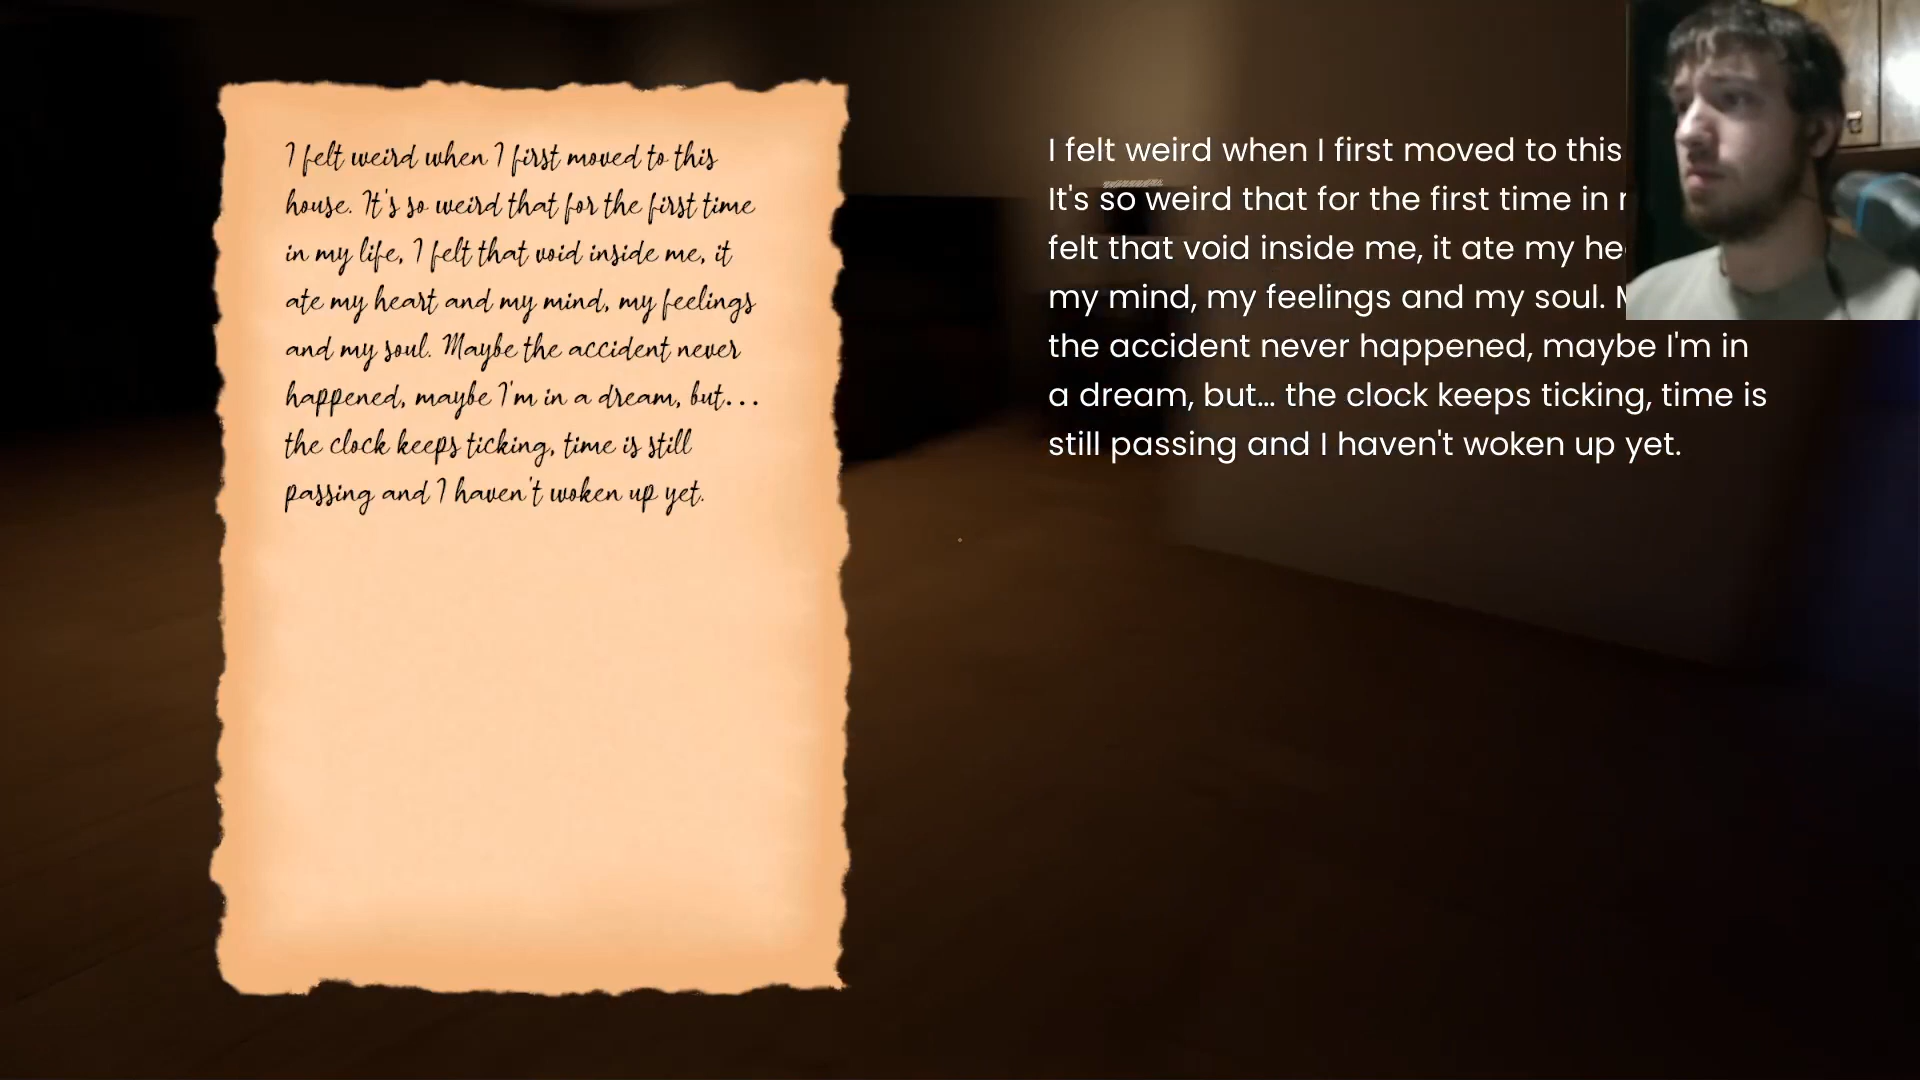 I felt weird when I first moved to this
house. It's so weird that for the first time
in my life, I felt that void inside me, it
ate my heart and my mind, my feelings
and my soul. Maybe the accident never
happened, maybe I'm in a dream, but...
the clock keeps ticking, time is still
passing and I haven't woken up yet.
I felt weird when I first moved to this
It's so weird that for the first time in
felt that void inside me, it ate my
my mind, my feelings and my soul.
the accident never happened, maybe I'm in
a dream, but... the clock keeps ticking, time is
still passing and I haven't woken up yet.